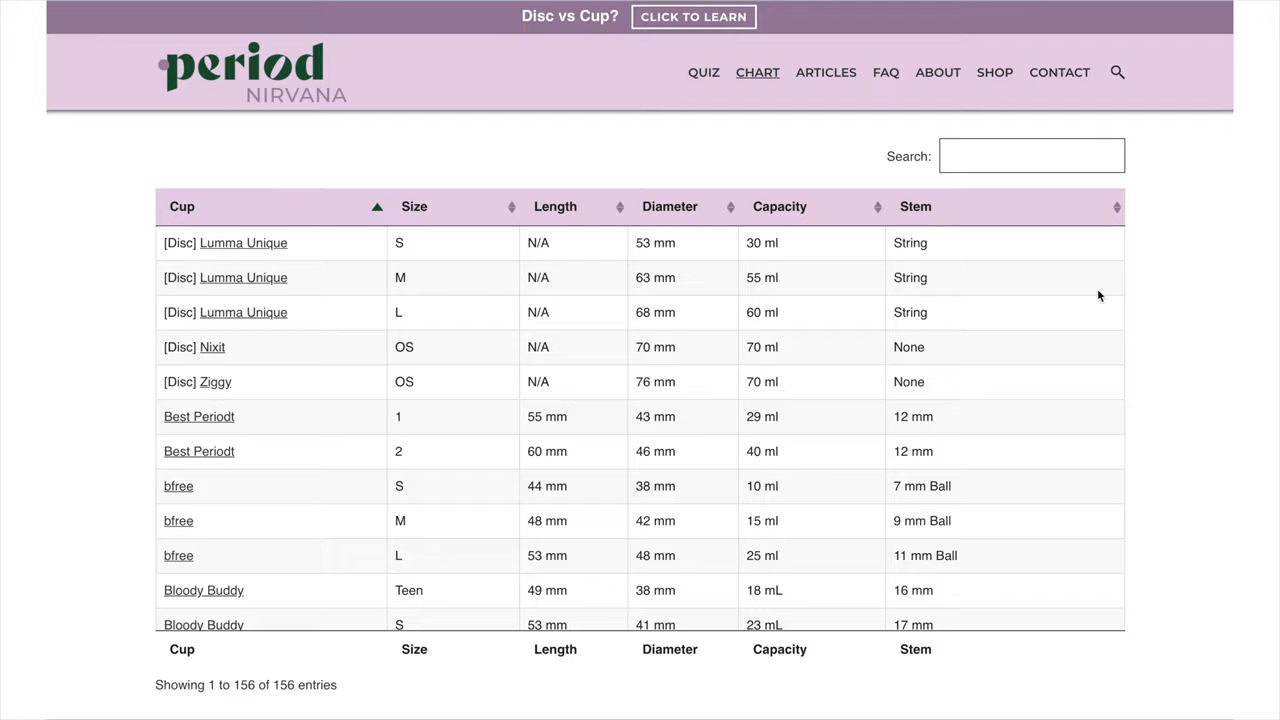 Disc vs Cup? CLICK TO LEARN
period
NIRVANA
QUIZ CHART ARTICLES FAQ ABOUT SHOP CONTACT
Search:
Cup Size Length Diameter Capacity Stem
[Disc] Lumma Unique S N/A 53 mm 30 ml String
[Disc] Lumma Unique M N/A 63 mm 55 ml String
[Disc] Lumma Unique L N/A 68 mm 60 ml String
[Disc] Nixit OS N/A 70 mm 70 ml None
[Disc] Ziggy OS N/A 76 mm 70 ml None
Best Periodt 1 55 mm 43 mm 29 ml 12 mm
Best Periodt 2 60 mm 46 mm 40 ml 12 mm
bfree S 44 mm 38 mm 10 ml 7 mm Ball
bfree M 48 mm 42 mm 15 ml 9 mm Ball
bfree L 53 mm 48 mm 25 ml 11 mm Ball
Bloody Buddy Teen 49 mm 38 mm 18 mL 16 mm
Bloody Buddy S 53 mm 41 mm 23 mL 17 mm
Cup Size Length Diameter Capacity Stem
Showing 1 to 156 of 156 entries